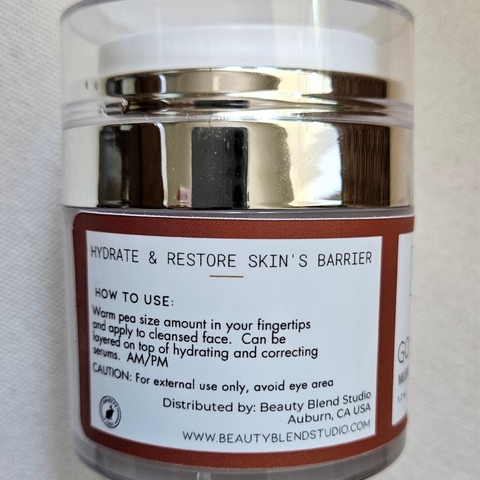 HYDRATE & RESTORE SKIN'S BARRIER
HOW TO USE:
Warm pea size amount in your fingertips
and apply to cleansed face. Can be
layered on top of hydrating and correcting
serums. AM/PM
CAUTION: For external use only, avoid eye area
Distributed by: Beauty Blend Studio
Auburn, CA USA
WWW.BEAUTYBLENDSTUDIO.COM